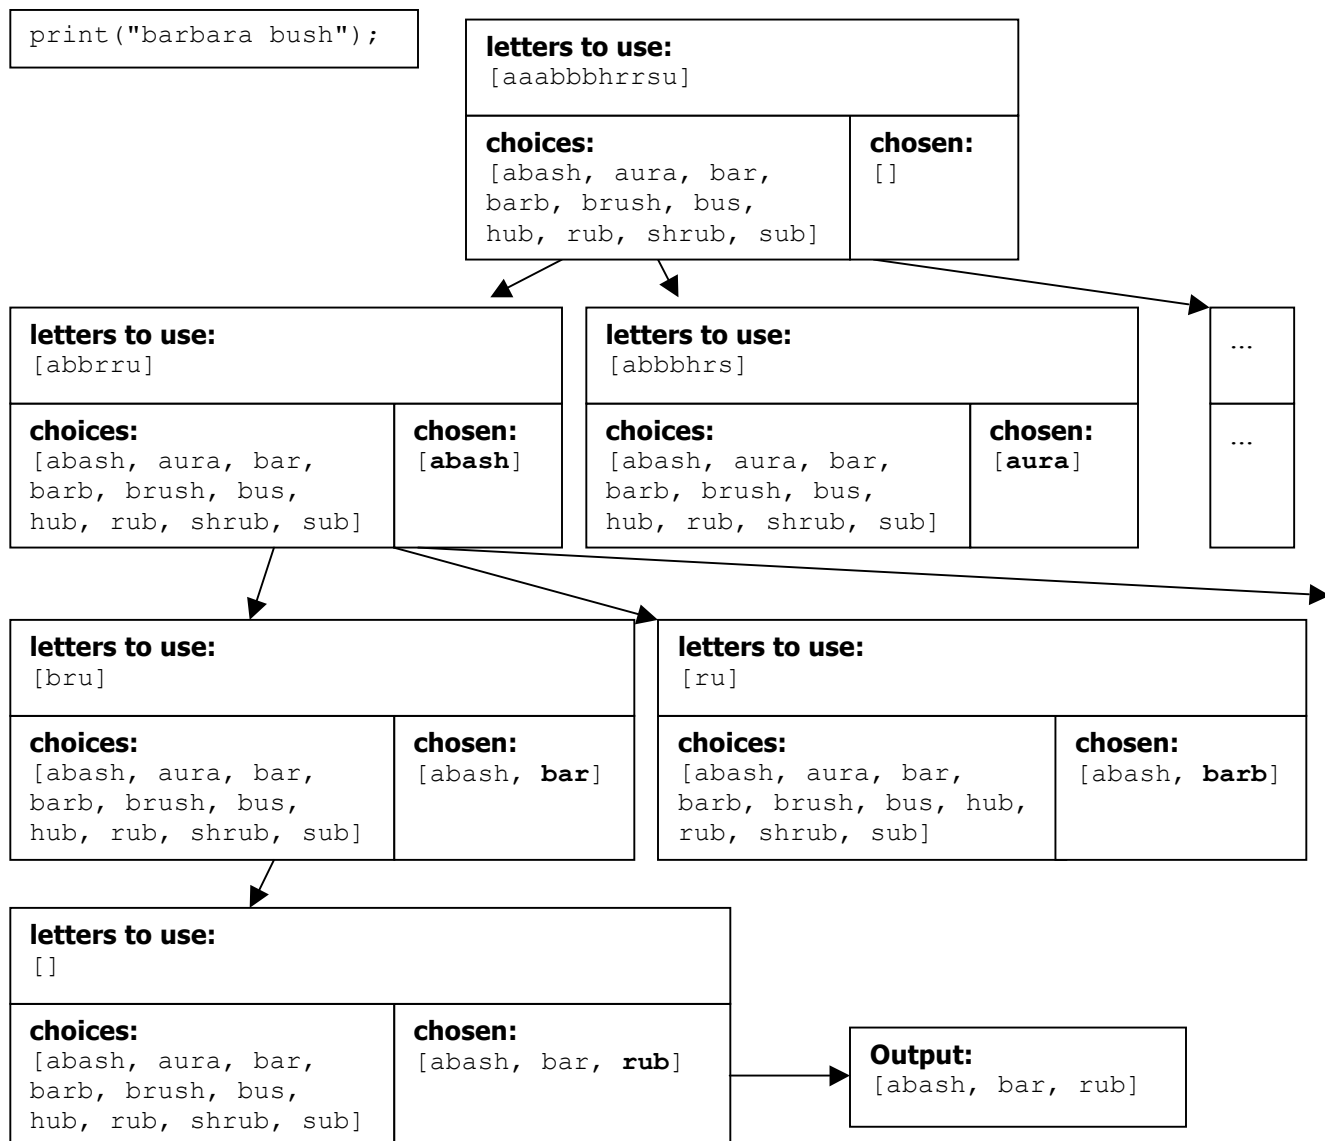 print("barbara bush");
letters to use:
[aaabbbhrrsu]
choices:
[abash, aura, bar,
barb, brush, bus,
hub, rub, shrub, sub]
chosen:
[]
letters to use:
[abbrru]
choices:
[abash, aura, bar,
barb, brush, bus,
hub, rub, shrub, sub]
chosen:
[abash]
letters to use:
[abbbhrs]
choices:
[abash, aura, bar,
barb, brush, bus,
hub, rub, shrub, sub]
chosen:
[aura]
...
...
letters to use:
[bru]
choices:
[abash, aura, bar,
barb, brush, bus,
hub, rub, shrub, sub]
chosen:
[abash, bar]
letters to use:
[ru]
choices:
[abash, aura, bar,
barb, brush, bus, hub,
rub, shrub, sub]
chosen:
[abash, barb]
letters to use:
[]
choices:
[abash, aura, bar,
barb, brush, bus,
hub, rub, shrub, sub]
chosen:
[abash, bar, rub]
Output:
[abash, bar, rub]